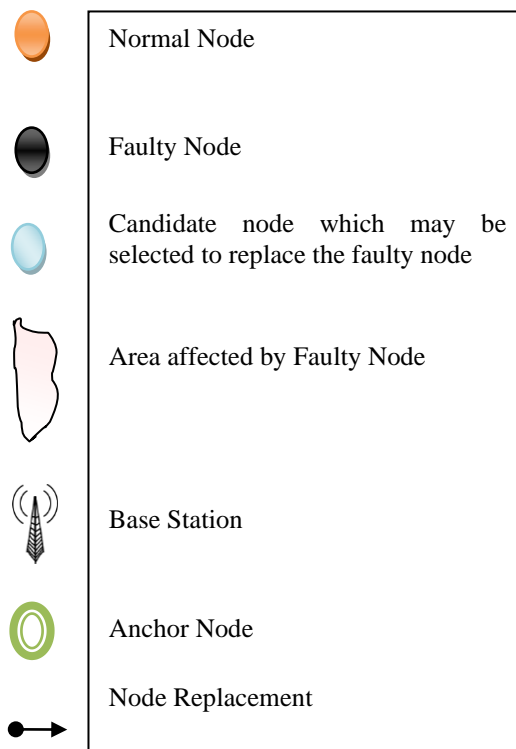 Normal Node
Faulty Node
Candidate node which may be
selected to replace the faulty node
Area affected by Faulty Node
Base Station
Anchor Node
Node Replacement